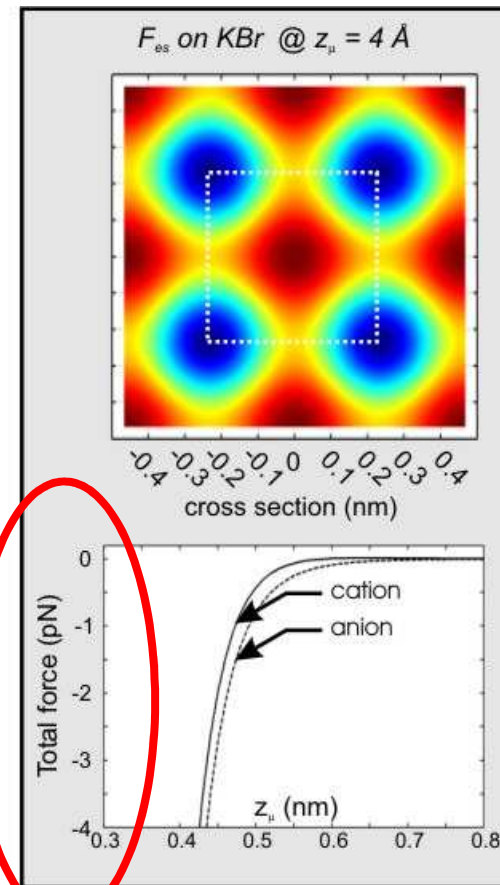 F_es on KBr @ z_μ = 4 Å
-0.4 -0.3 -0.2 -0.1 0 0.1 0.2 0.3 0.4
cross section (nm)
Total force (pN)
0
-1
-2
-3
-4
cation
anion
z_μ (nm)
0.3 0.4 0.5 0.6 0.7 0.8